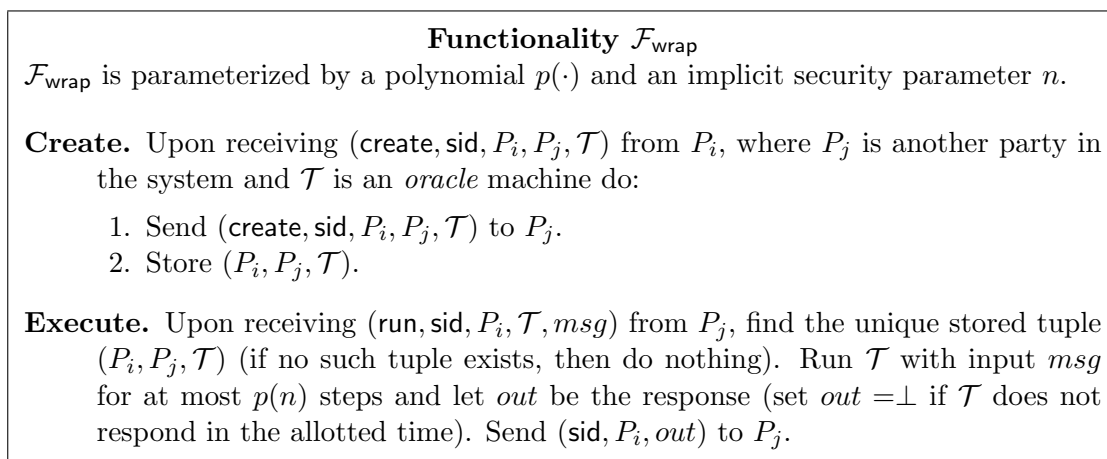 Functionality 𝓕wrap
𝓕wrap is parameterized by a polynomial p(·) and an implicit security parameter n.
Create. Upon receiving (create, sid, Pi, Pj, 𝒯) from Pi, where Pj is another party in
the system and 𝒯 is an oracle machine do:
1. Send (create, sid, Pi, Pj, 𝒯) to Pj.
2. Store (Pi, Pj, 𝒯).
Execute. Upon receiving (run, sid, Pi, 𝒯, msg) from Pj, find the unique stored tuple
(Pi, Pj, 𝒯) (if no such tuple exists, then do nothing). Run 𝒯 with input msg
for at most p(n) steps and let out be the response (set out =⊥ if 𝒯 does not
respond in the allotted time). Send (sid, Pi, out) to Pj.